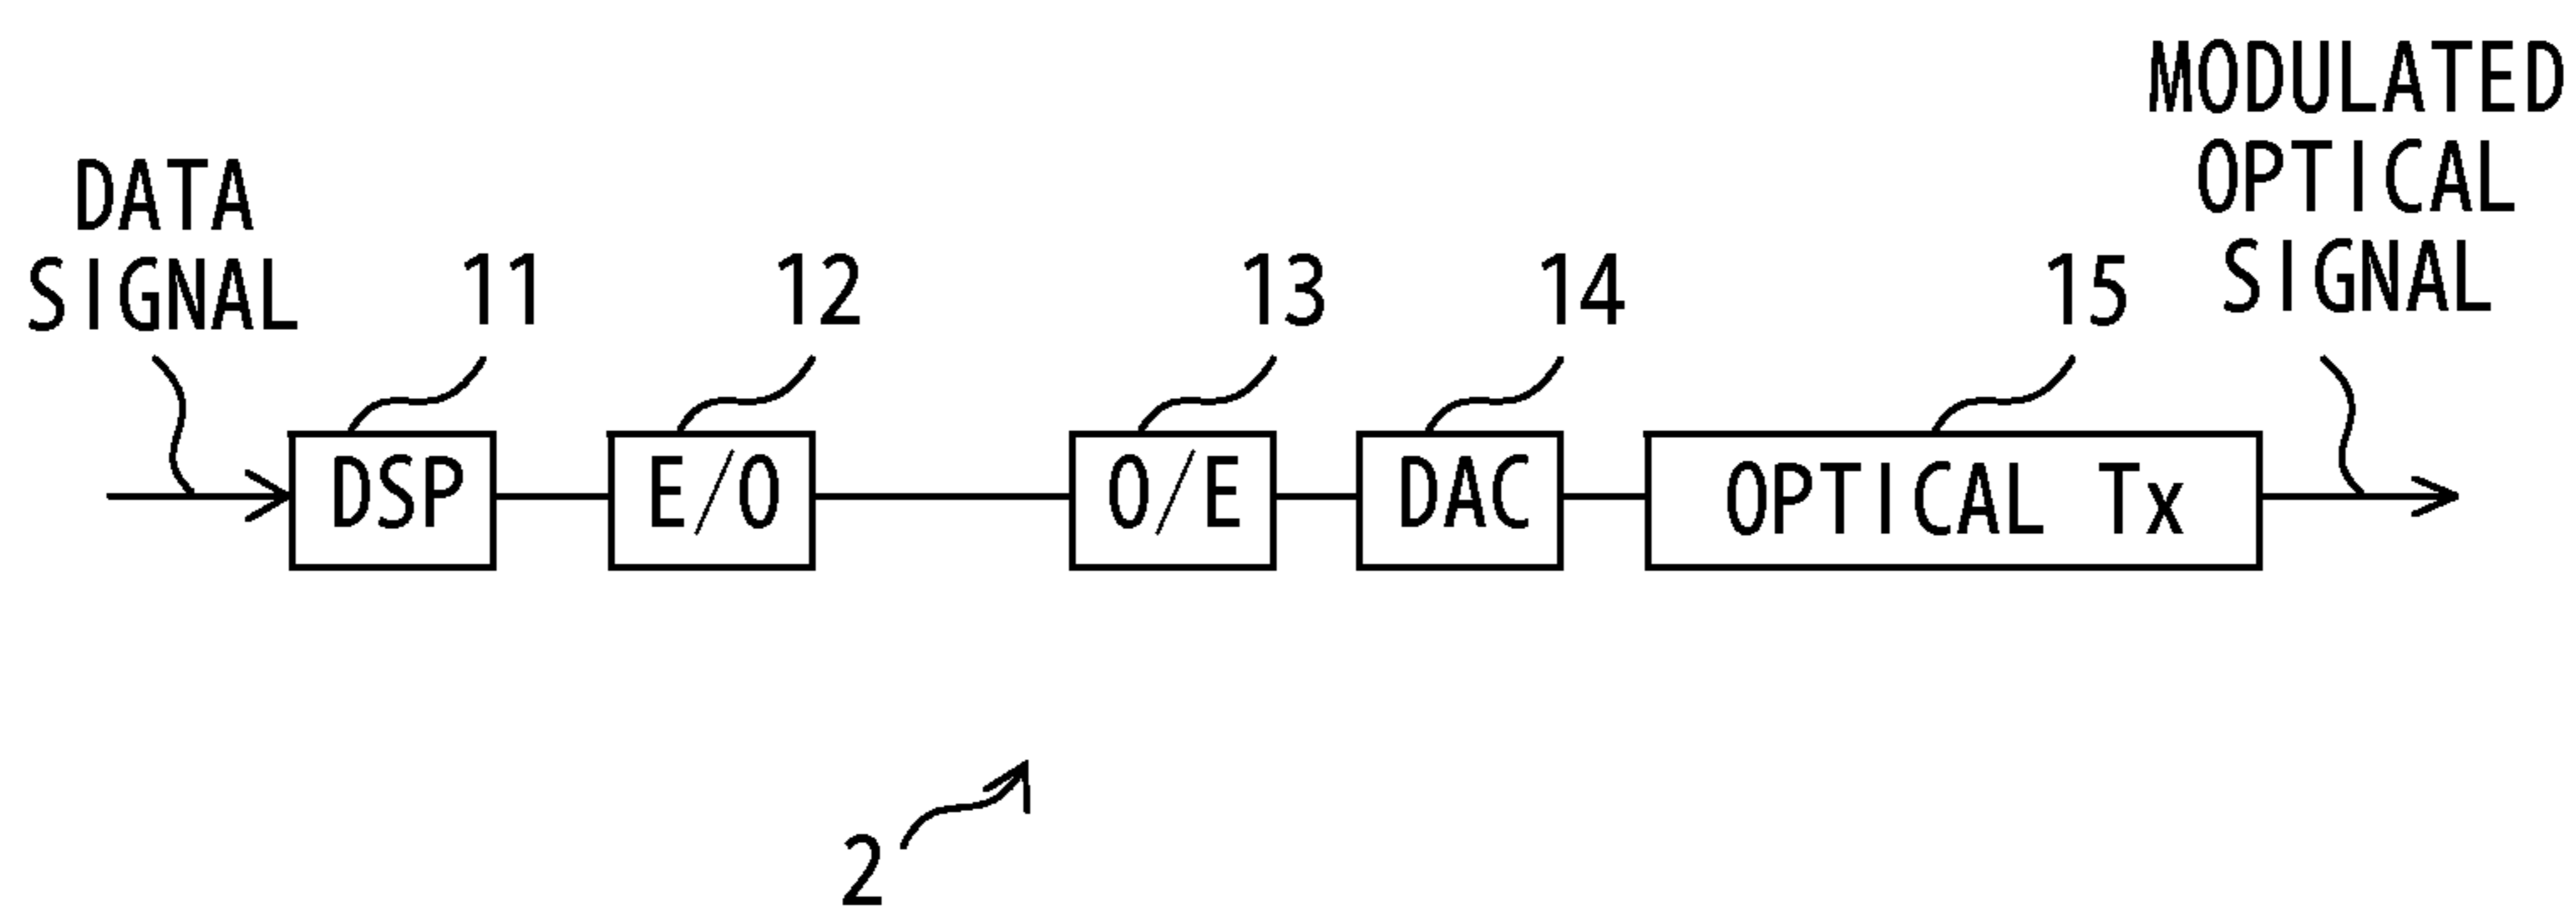 DATA
SIGNAL
MODULATED
OPTICAL
SIGNAL
11
12
13
14
15
DSP
E/O
O/E
DAC
OPTICAL Tx
2